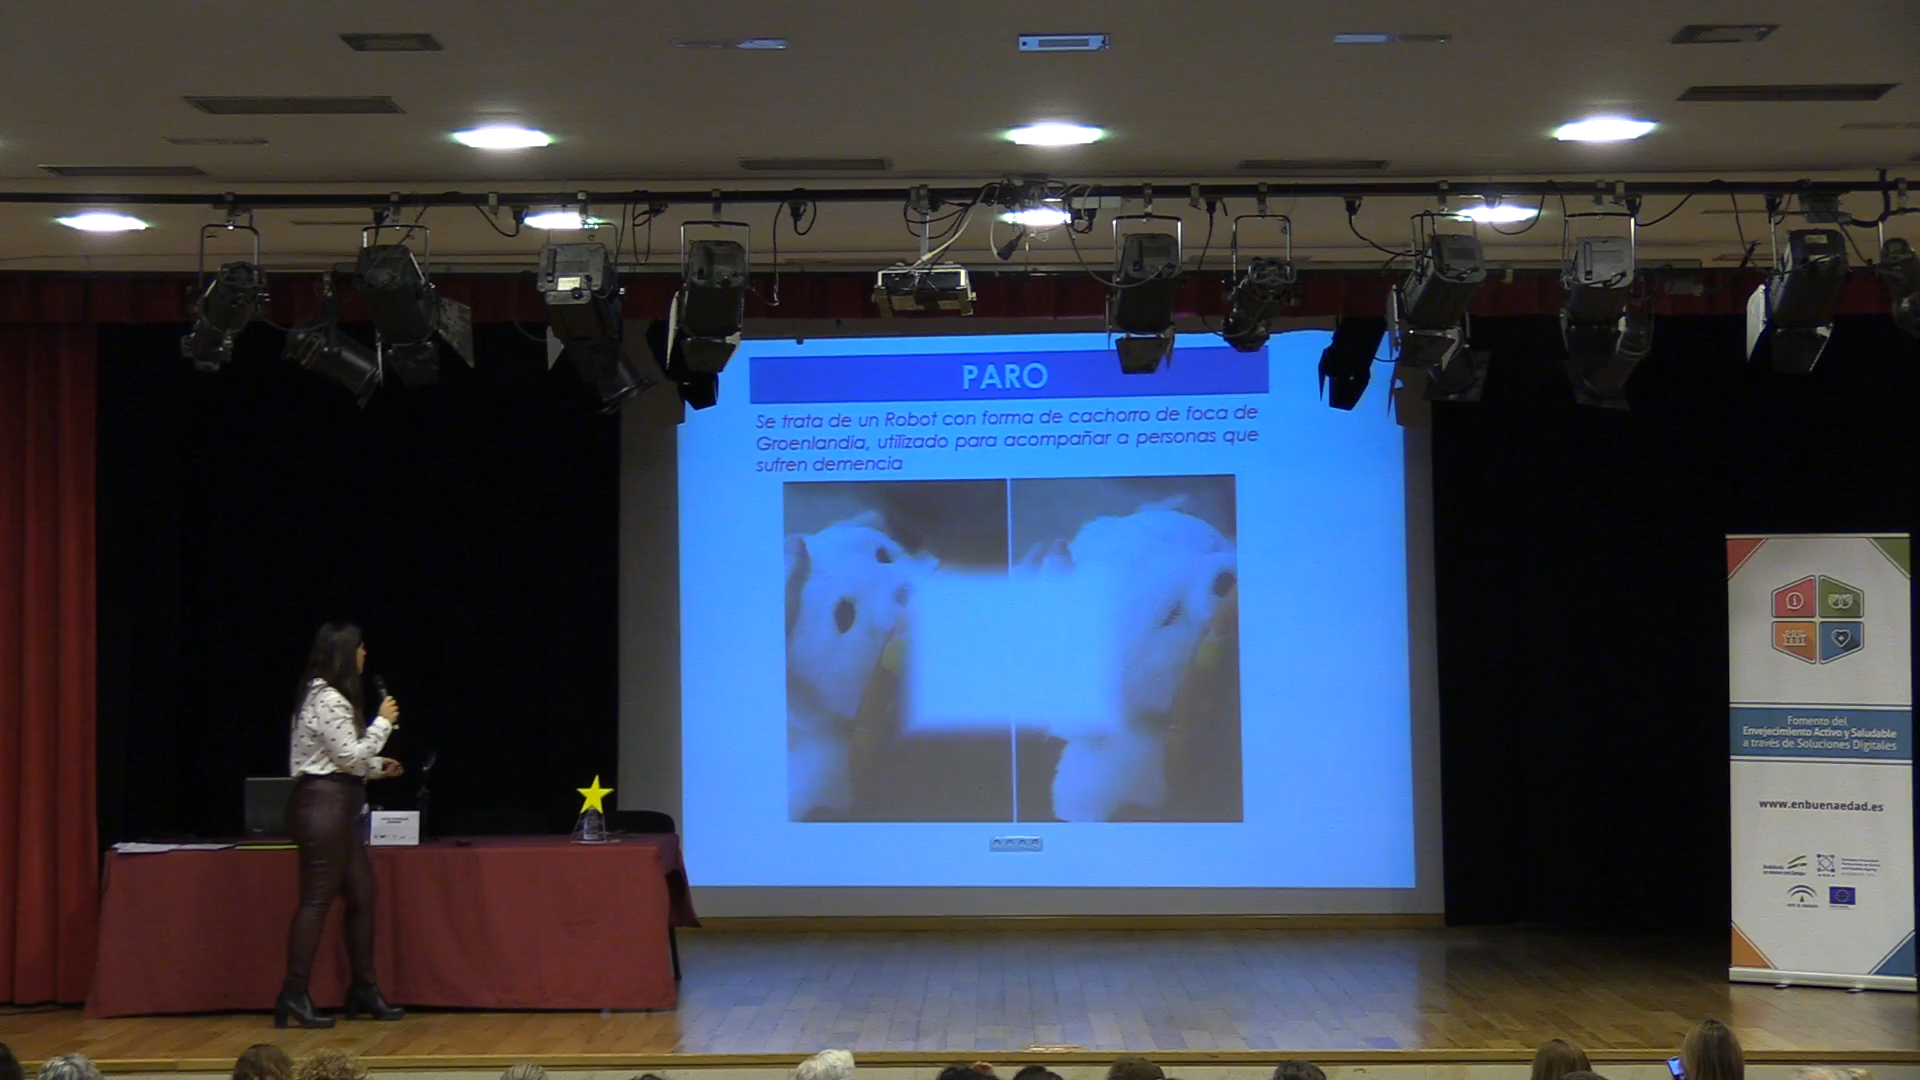 PARO
Se trata de un Robot con forma de cachorro de foca de
Groenlandia, utilizado para acompañar a personas que
sufren demencia
Fomento del
Envejecimiento Activo y Saludable
a través de Soluciones Digitales
www.enbuenaedad.es